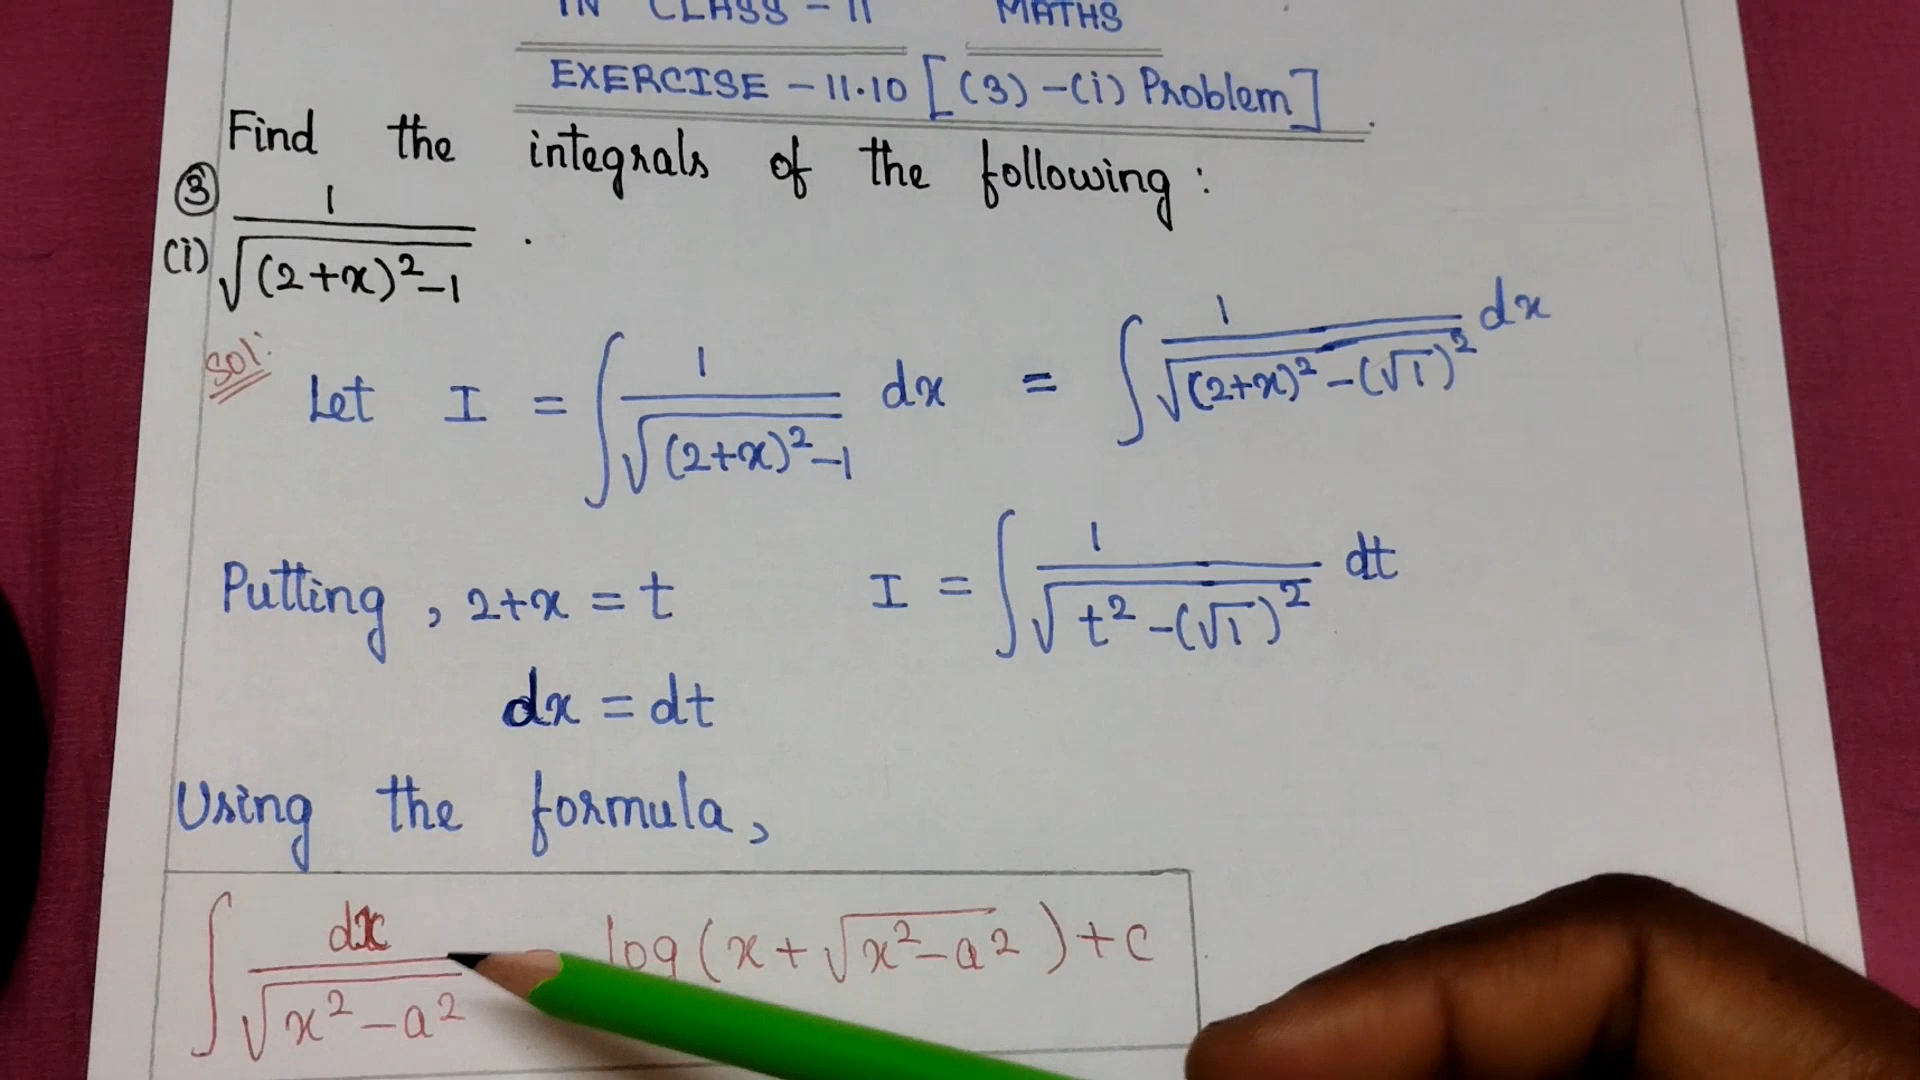 IN CLASS - 11 MATHS
EXERCISE - 11.10 [(3) -(i) Problem]
Find the integrals of the following :
③ (i) 1/√((2+x)²-1) .
Sol:
Let I = ∫ 1/√((2+x)²-1) dx = ∫ 1/√((2+x)²-(√1)²) dx
Putting , 2+x = t I = ∫ 1/√(t²-(√1)²) dt
dx = dt
Using the formula,
∫ dx/√(x²-a²) = log(x+√(x²-a²))+c